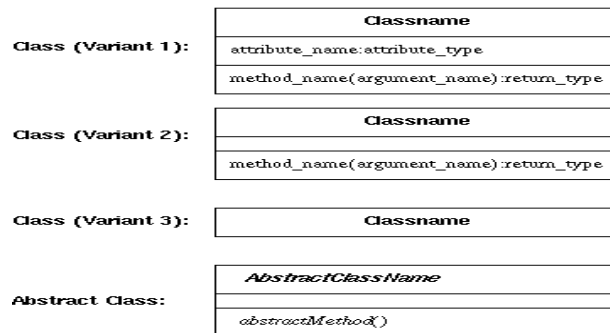 Classname
Class (Variant 1):
attribute_name:attribute_type
method_name(argument_name):return_type
Classname
Class (Variant 2):
method_name(argument_name):return_type
Class (Variant 3):
Classname
AbstractClassName
Abstract Class:
abstractMethod()